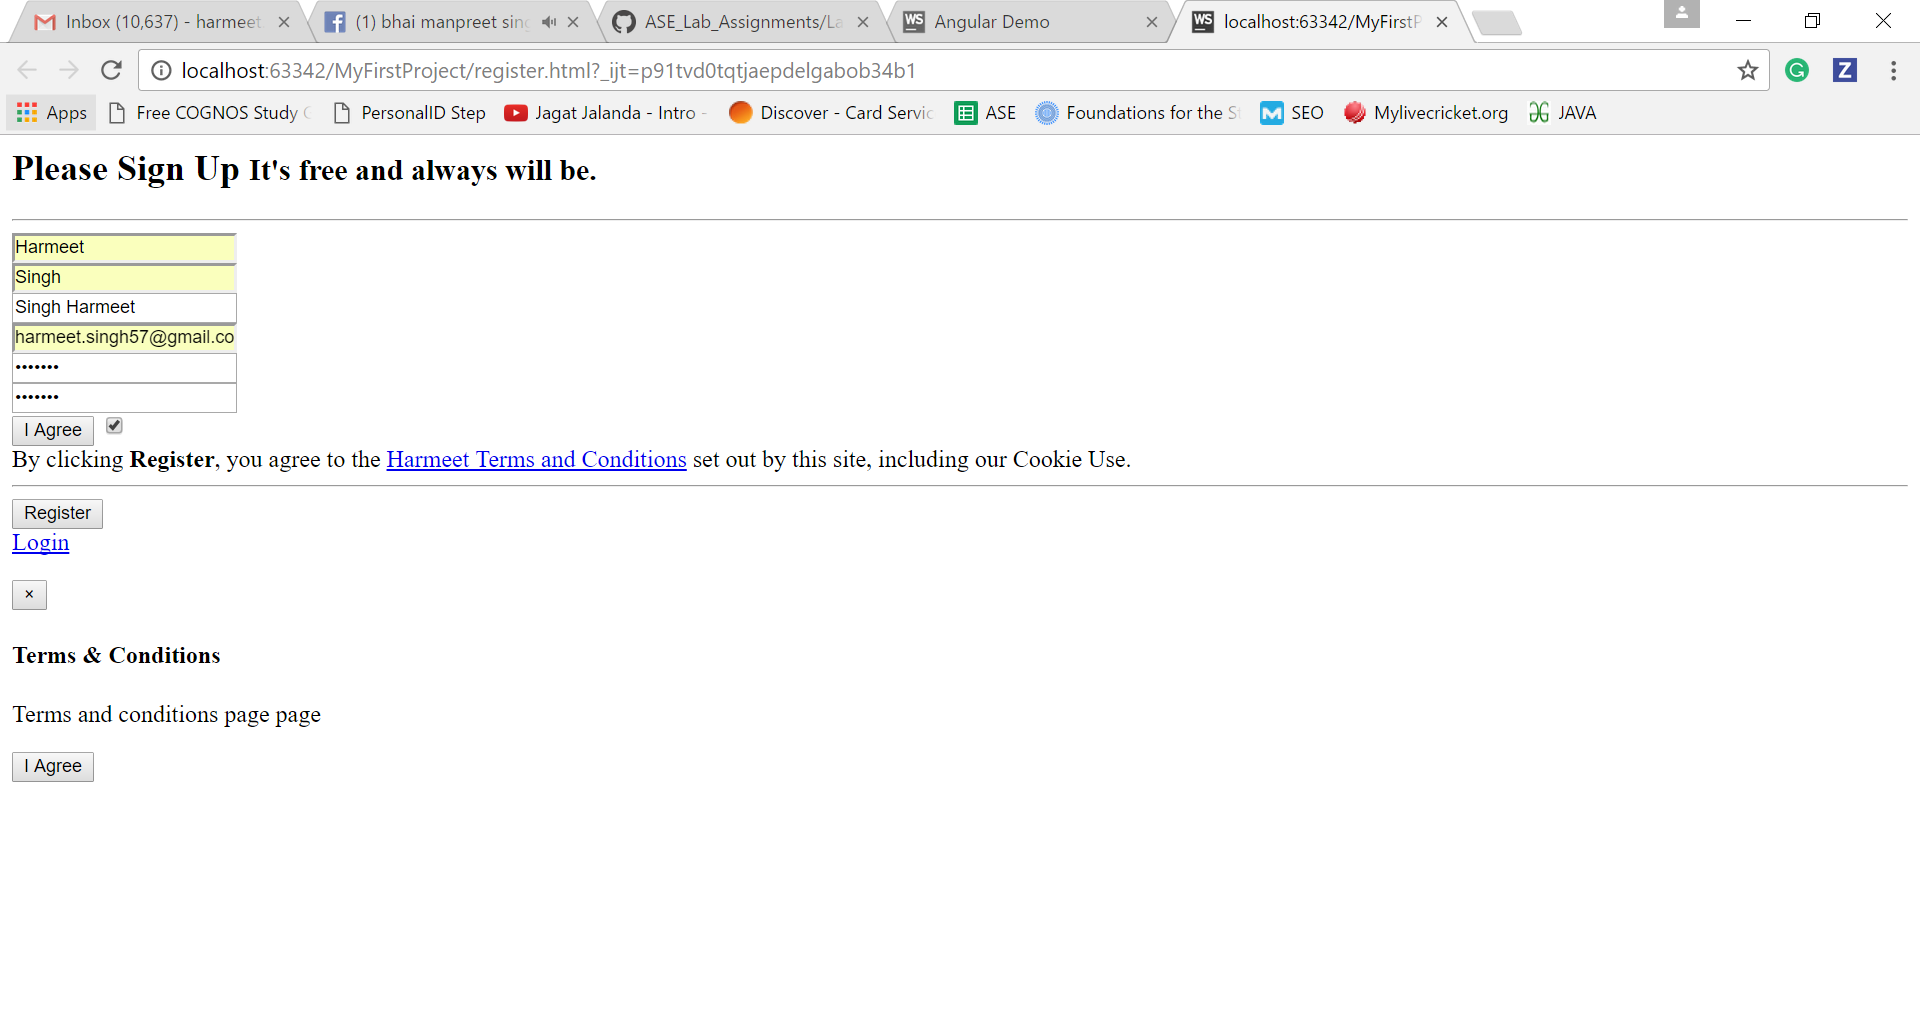 Inbox (10,637) - harmeet
(1) bhai manpreet sin
ASE_Lab_Assignments/La
WS Angular Demo
WS localhost:63342/MyFirstP
localhost:63342/MyFirstProject/register.html?_ijt=p91tvd0tqtjaepdelgabob34b1
Apps
Free COGNOS Study
PersonalID Step
Jagat Jalanda - Intro -
Discover - Card Servic
ASE
Foundations for the St
SEO
Mylivecricket.org
JAVA
Please Sign Up It's free and always will be.
Harmeet
Singh
Singh Harmeet
harmeet.singh57@gmail.co
•••••••
•••••••
I Agree
By clicking Register, you agree to the Harmeet Terms and Conditions set out by this site, including our Cookie Use.
Register
Login
×
Terms & Conditions
Terms and conditions page page
I Agree